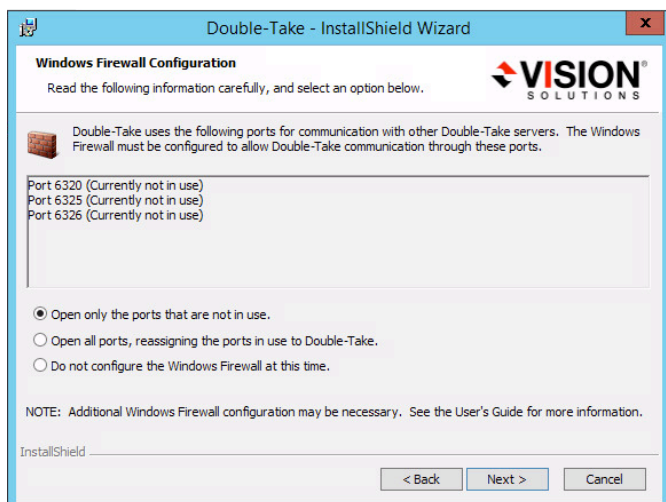 Double-Take - InstallShield Wizard
x
Windows Firewall Configuration
Read the following information carefully, and select an option below.
VISION®
SOLUTIONS
Double-Take uses the following ports for communication with other Double-Take servers. The Windows
Firewall must be configured to allow Double-Take communication through these ports.
Port 6320 (Currently not in use)
Port 6325 (Currently not in use)
Port 6326 (Currently not in use)
Open only the ports that are not in use.
Open all ports, reassigning the ports in use to Double-Take.
Do not configure the Windows Firewall at this time.
NOTE: Additional Windows Firewall configuration may be necessary. See the User's Guide for more information.
InstallShield
< Back
Next >
Cancel